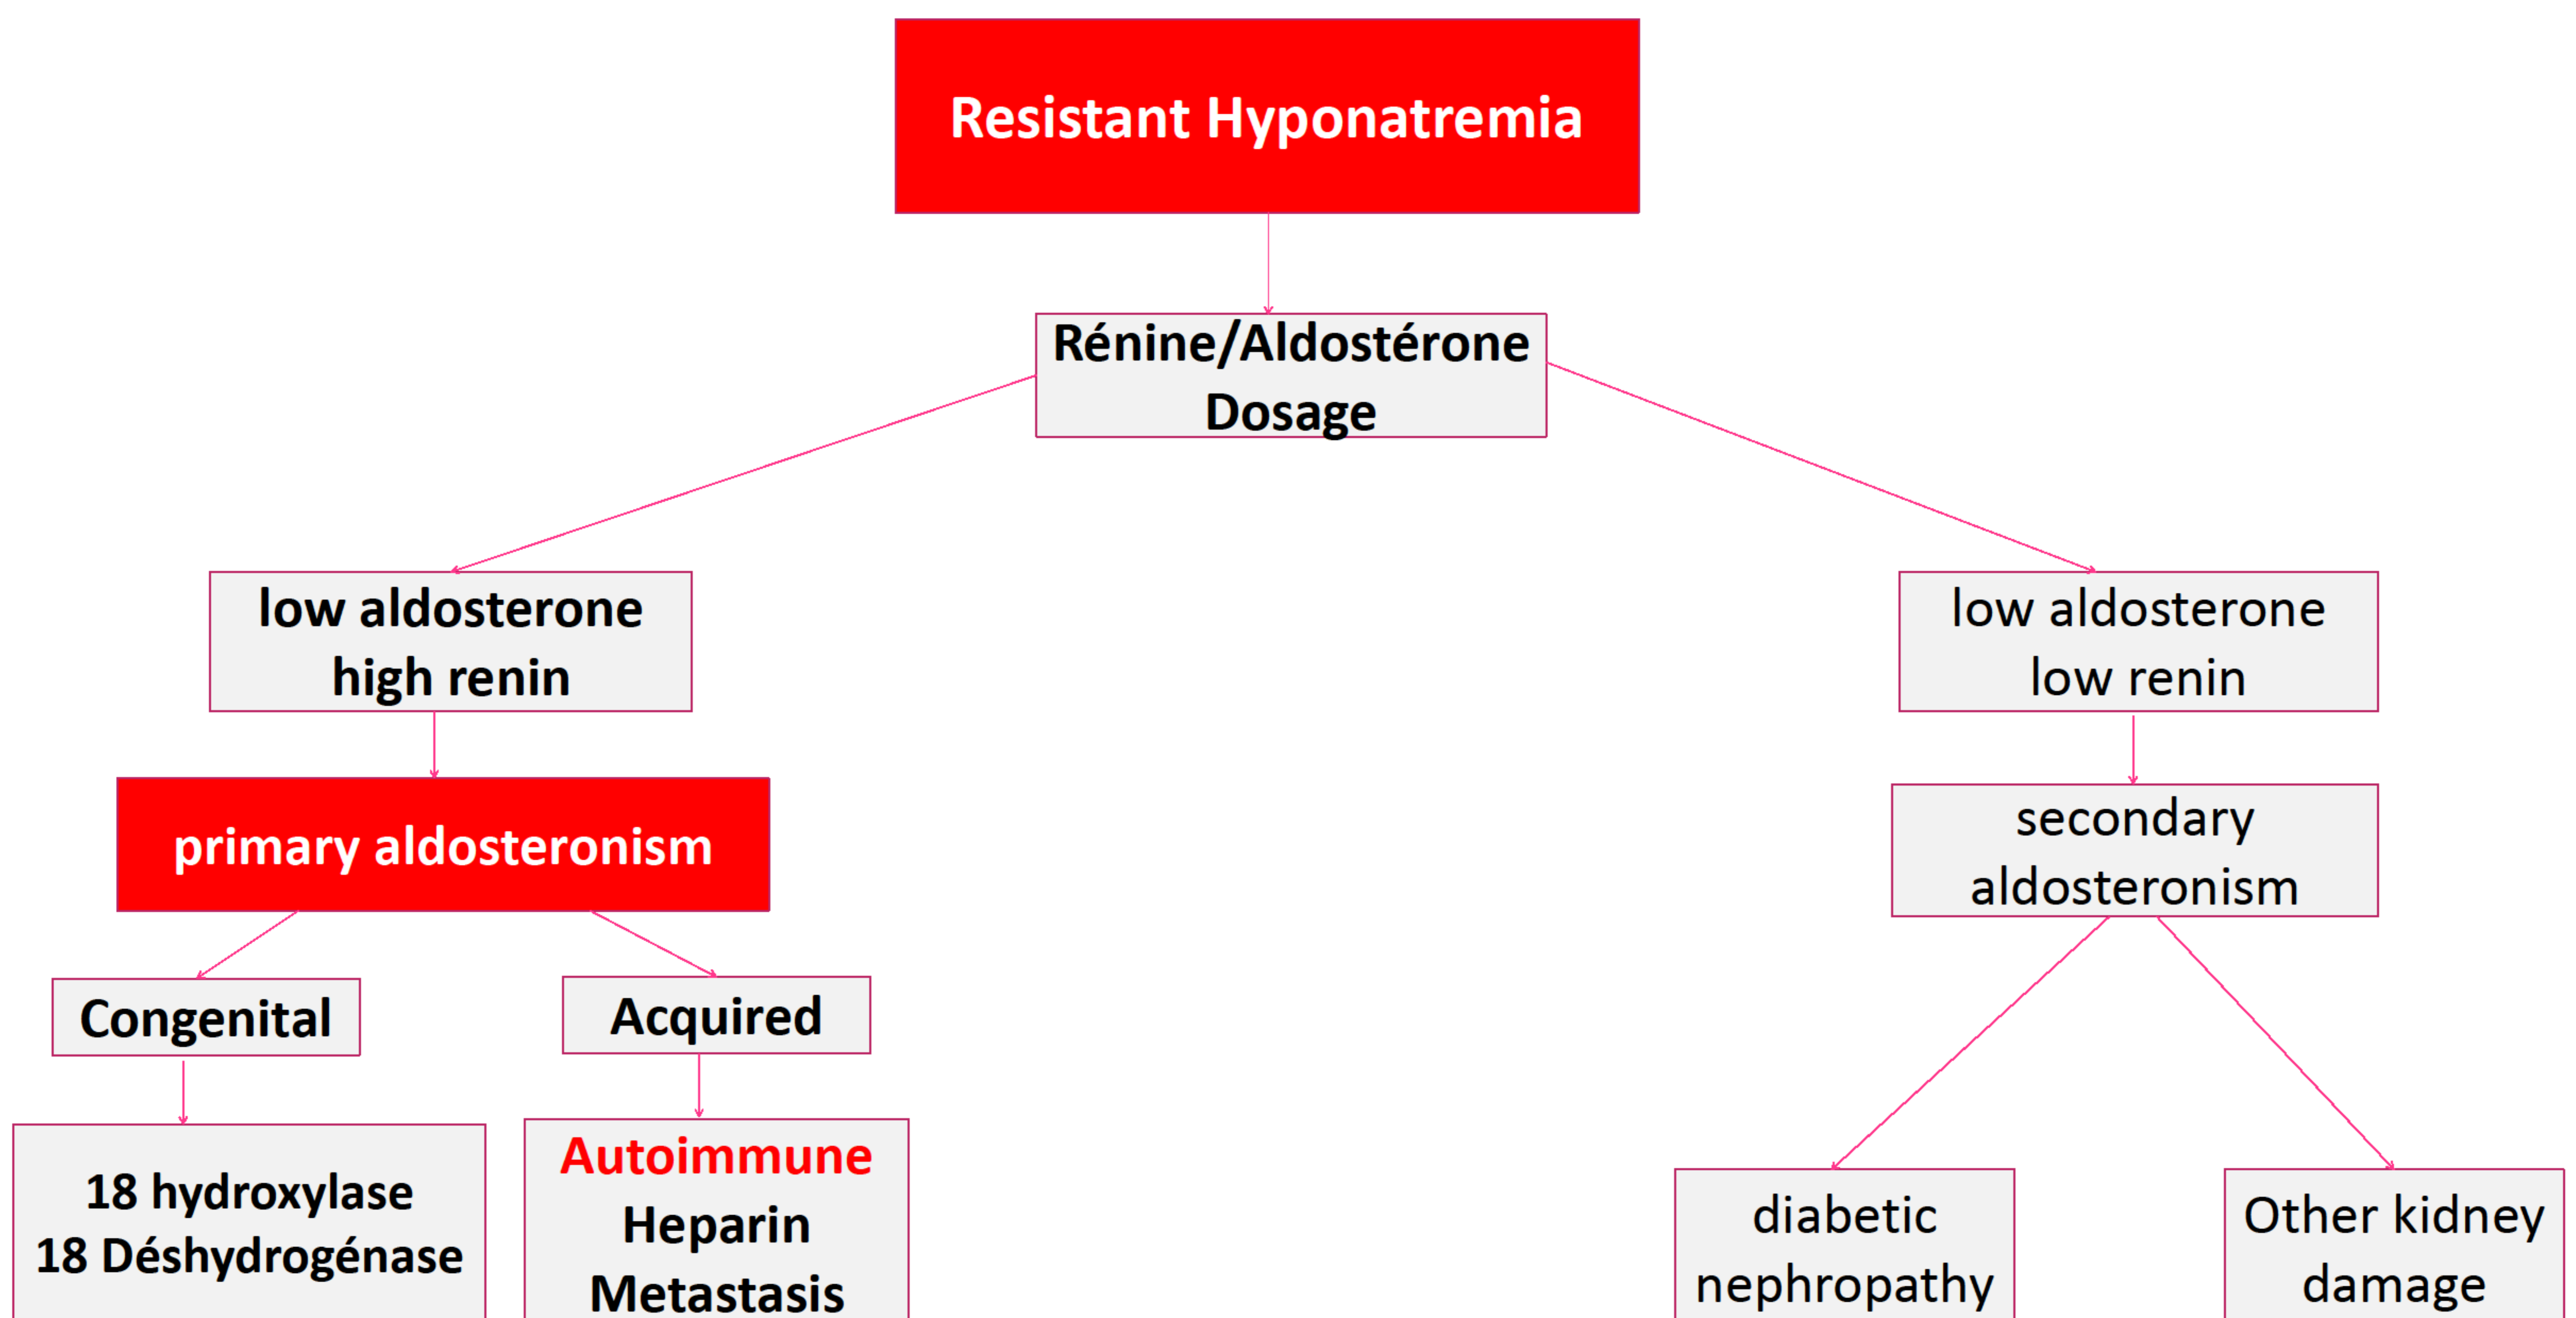 Resistant Hyponatremia
Rénine/Aldostérone
Dosage
low aldosterone
high renin
low aldosterone
low renin
primary aldosteronism
secondary
aldosteronism
Congenital
Acquired
18 hydroxylase
18 Déshydrogénase
Autoimmune
Heparin
Metastasis
diabetic
nephropathy
Other kidney
damage